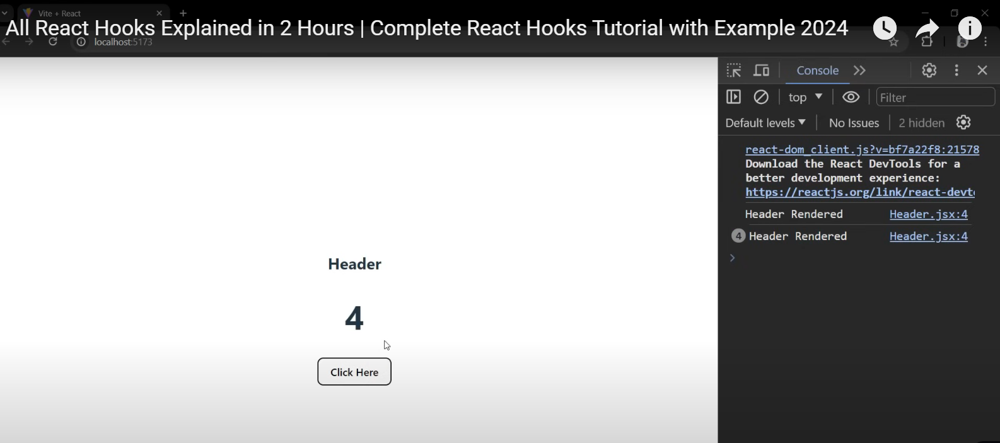 Vite + React
All React Hooks Explained in 2 Hours | Complete React Hooks Tutorial with Example 2024
localhost:5173
Console
top
Filter
Default levels
No Issues
2 hidden
react-dom_client.js?v=bf7a22f8:21578
Download the React DevTools for a
better development experience:
https://reactjs.org/link/react-devt
Header Rendered Header.jsx:4
4 Header Rendered Header.jsx:4
Header
4
Click Here